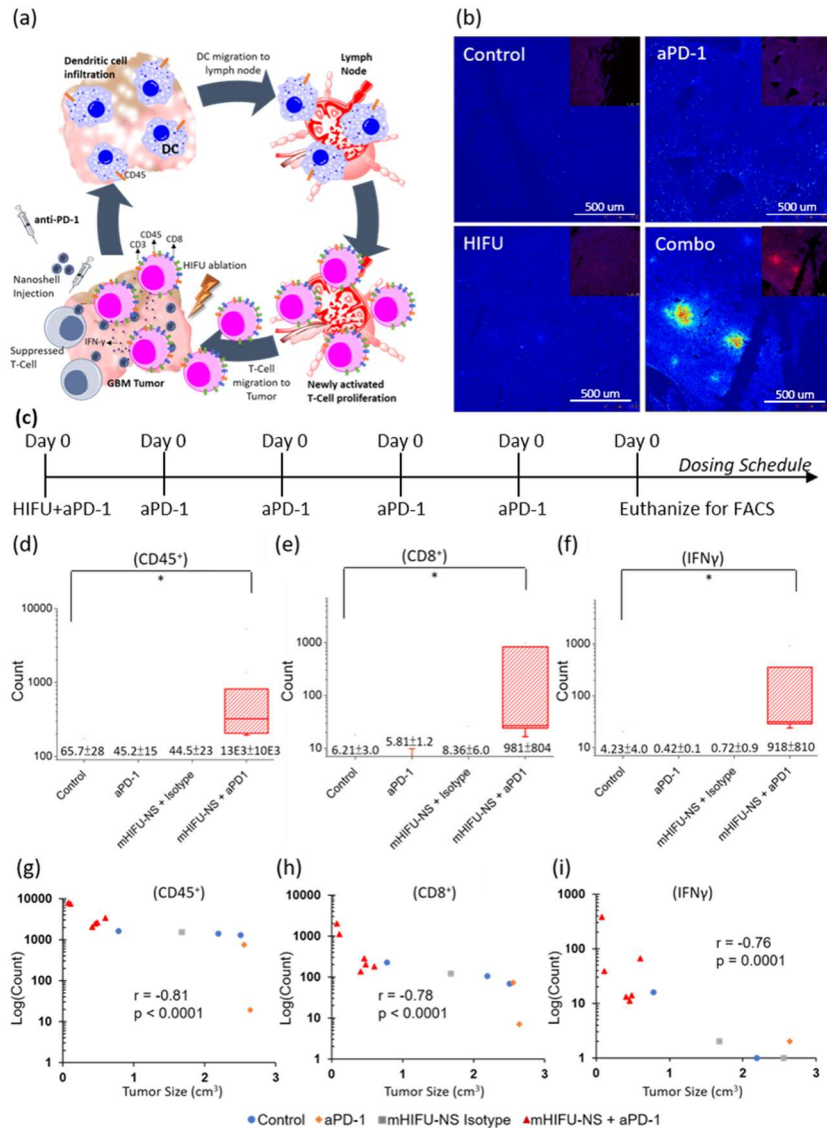 (a)
Dendritic cell
infiltration
DC migration to
lymph node
Lymph
Node
DC
CD45
anti-PD-1
Nanoshell
Injection
CD3
CD45
CD8
HIFU ablation
IFN-γ
Suppressed
T-Cell
GBM Tumor
T-Cell
migration to
Tumor
Newly activated
T-Cell proliferation
(b)
Control
500 um
aPD-1
500 um
HIFU
500 um
Combo
500 um
(c)
Day 0 Day 0 Day 0 Day 0 Day 0 Day 0
Dosing Schedule
HIFU+aPD-1 aPD-1 aPD-1 aPD-1 aPD-1 Euthanize for FACS
(d)
(CD45⁺)
*
Count
10000
1000
100
65.7±28 45.2±15 44.5±23 13E3±10E3
Control
aPD-1
mHIFU-NS + Isotype
mHIFU-NS + aPD1
(e)
(CD8⁺)
*
Count
1000
100
10
6.21±3.0 5.81±1.2 8.36±6.0 981±804
Control
aPD-1
mHIFU-NS + Isotype
mHIFU-NS + aPD1
(f)
(IFNγ)
*
Count
1000
100
10
4.23±4.0 0.42±0.1 0.72±0.9 918±810
Control
aPD-1
mHIFU-NS + Isotype
mHIFU-NS + aPD1
(g)
(CD45⁺)
Log(Count)
10000
1000
100
10
1
r = -0.81
p < 0.0001
0 1 2 3
Tumor Size (cm³)
(h)
(CD8⁺)
Log(Count)
10000
1000
100
10
1
r = -0.78
p < 0.0001
0 1 2 3
Tumor Size (cm³)
(i)
(IFNγ)
Log(Count)
1000
100
10
1
r = -0.76
p = 0.0001
0 1 2 3
Tumor Size (cm³)
Control aPD-1 mHIFU-NS Isotype mHIFU-NS + aPD-1